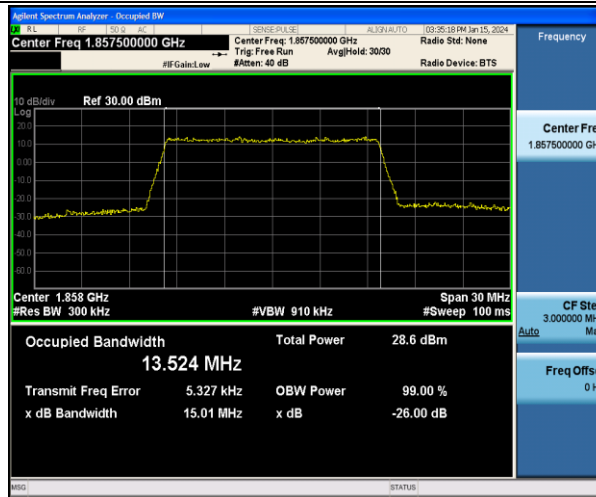 Agilent Spectrum Analyzer - Occupied BW
RL RF 50 Ω AC SENSE:PULSE ALIGNAUTO 03:35:18 PM Jan 15, 2024
Center Freq 1.857500000 GHz Center Freq: 1.857500000 GHz Radio Std: None
Trig: Free Run Avg|Hold: 30/30
#IFGain:Low #Atten: 40 dB Radio Device: BTS
10 dB/div Ref 30.00 dBm
Log
20.0
10.0
0.00
-10.0
-20.0
-30.0
-40.0
-50.0
-60.0
Center 1.858 GHz Span 30 MHz
#Res BW 300 kHz #VBW 910 kHz #Sweep 100 ms
Occupied Bandwidth Total Power 28.6 dBm
13.524 MHz
Transmit Freq Error 5.327 kHz OBW Power 99.00 %
x dB Bandwidth 15.01 MHz x dB -26.00 dB
MSG STATUS
Frequency
Center Fre
1.857500000 GH
CF Ste
3.000000 MH
Auto Ma
Freq Offs
0 H